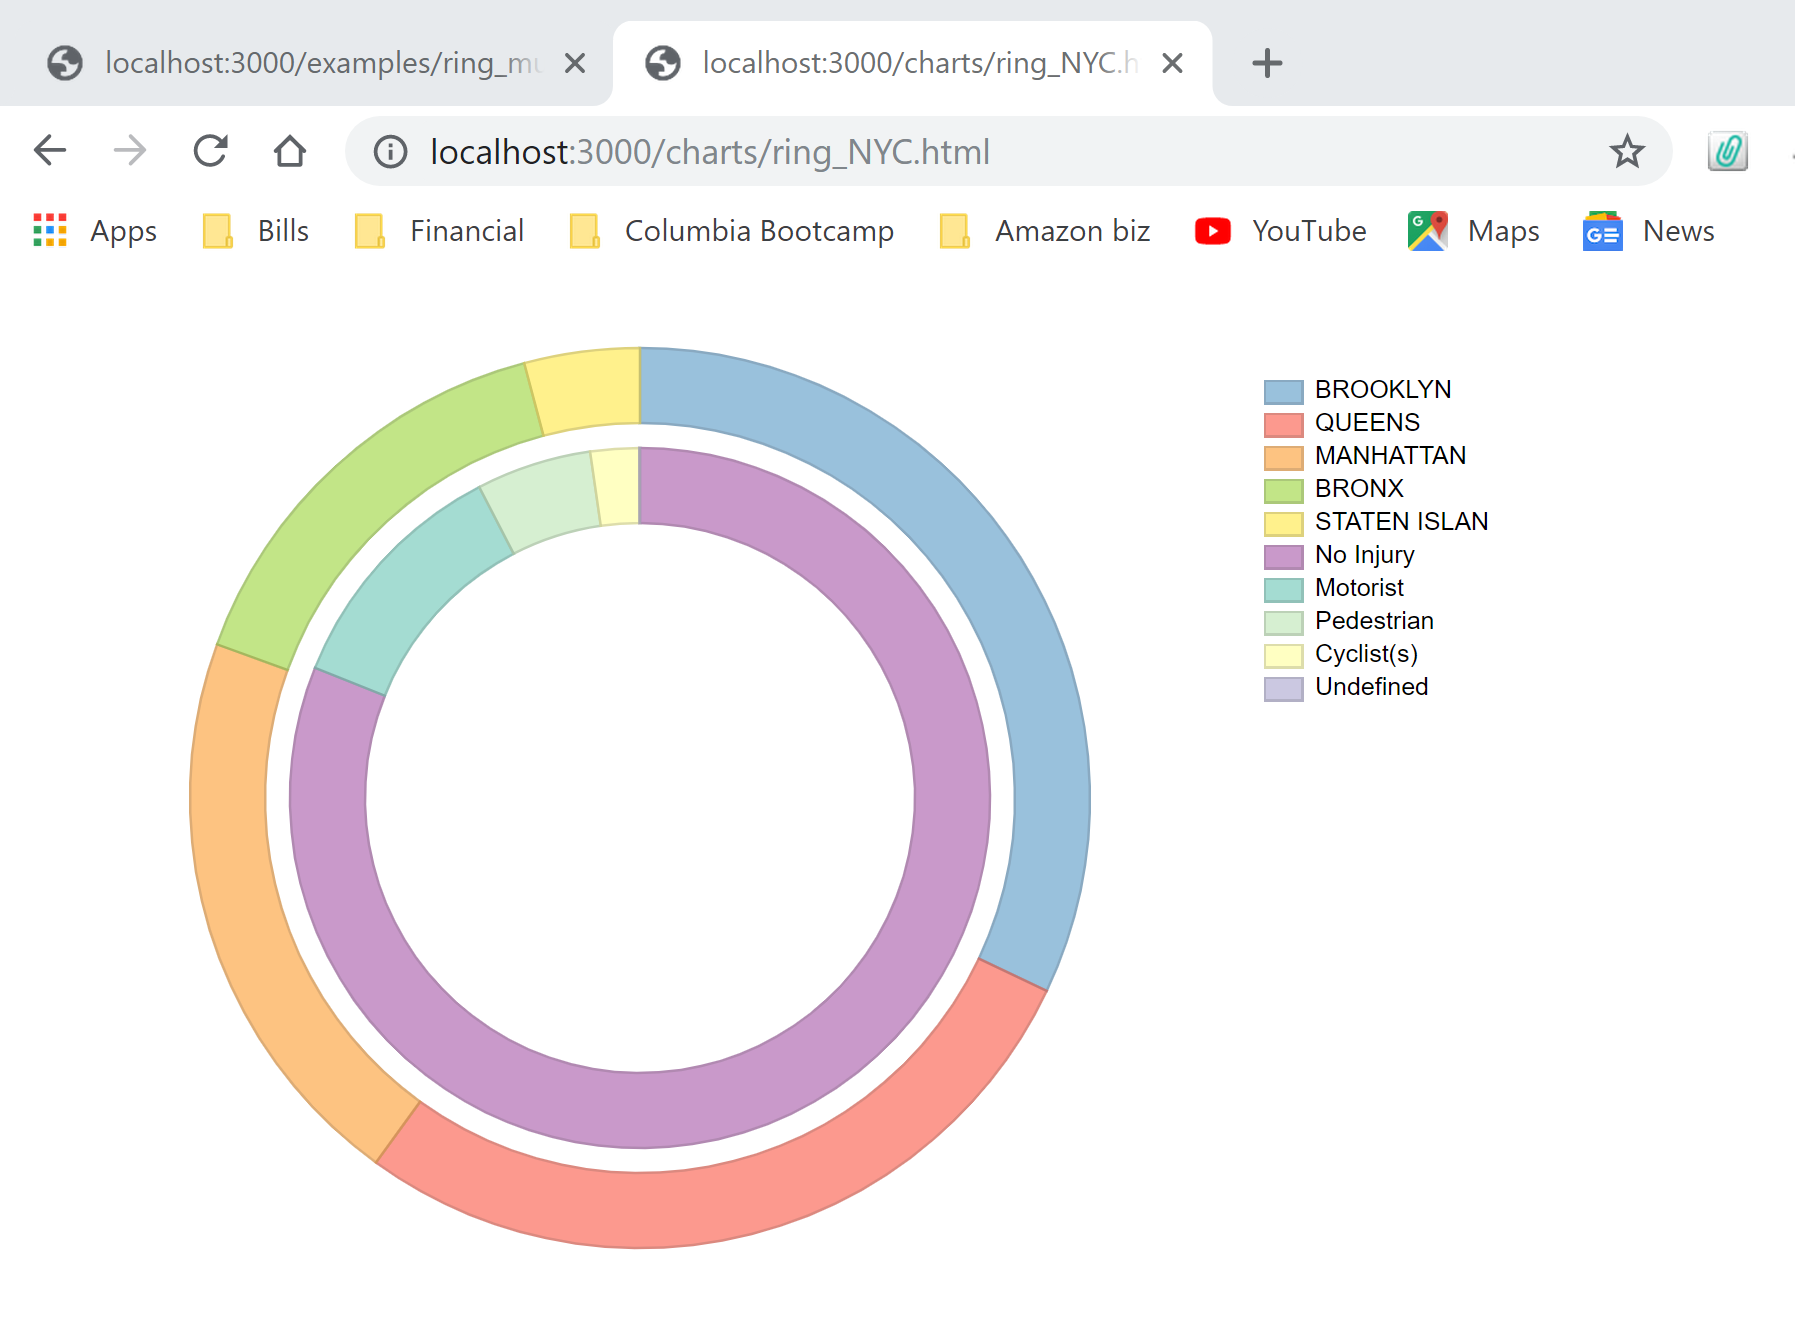 localhost:3000/examples/ring_mu
localhost:3000/charts/ring_NYC.h
localhost:3000/charts/ring_NYC.html
Apps Bills Financial Columbia Bootcamp Amazon biz YouTube Maps News
BROOKLYN
QUEENS
MANHATTAN
BRONX
STATEN ISLAN
No Injury
Motorist
Pedestrian
Cyclist(s)
Undefined